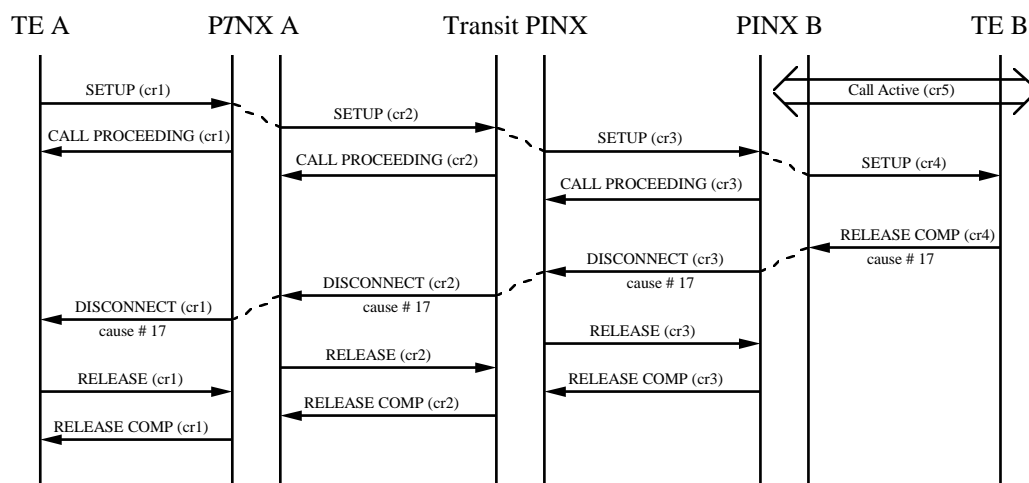 TE A PTNX A Transit PINX PINX B TE B
Call Active (cr5)
SETUP (cr1)
SETUP (cr2)
CALL PROCEEDING (cr1)
SETUP (cr3)
CALL PROCEEDING (cr2)
SETUP (cr4)
CALL PROCEEDING (cr3)
RELEASE COMP (cr4)
cause # 17
DISCONNECT (cr3)
cause # 17
DISCONNECT (cr2)
cause # 17
DISCONNECT (cr1)
cause # 17
RELEASE (cr3)
RELEASE (cr2)
RELEASE (cr1)
RELEASE COMP (cr3)
RELEASE COMP (cr2)
RELEASE COMP (cr1)